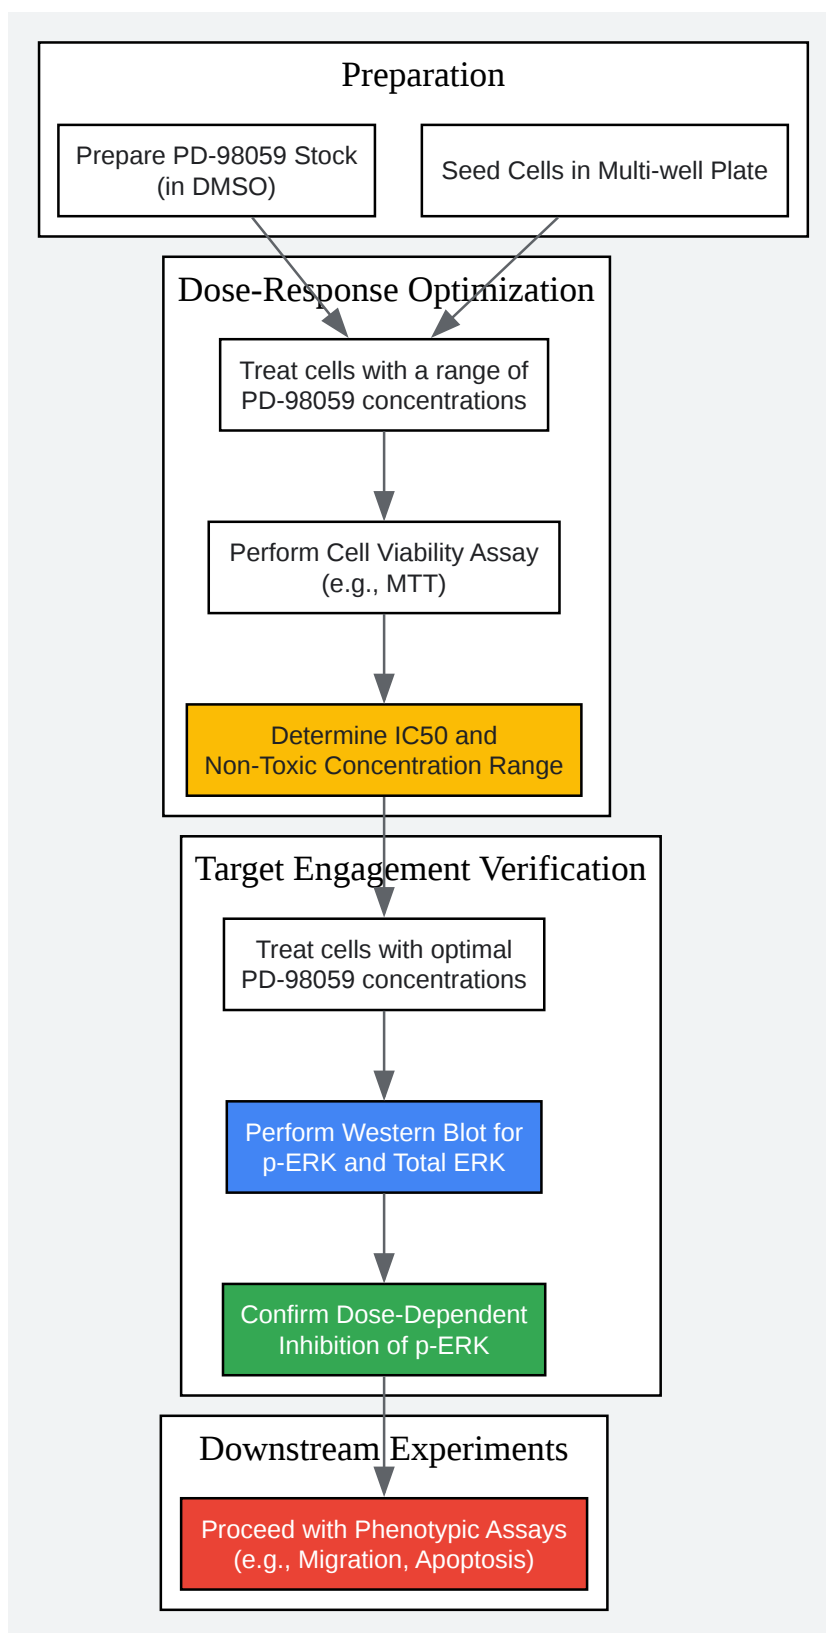 Preparation
Prepare PD-98059 Stock
(in DMSO)
Seed Cells in Multi-well Plate
Dose-Response Optimization
Treat cells with a range of
PD-98059 concentrations
Perform Cell Viability Assay
(e.g., MTT)
Determine IC50 and
Non-Toxic Concentration Range
Target Engagement Verification
Treat cells with optimal
PD-98059 concentrations
Perform Western Blot for
p-ERK and Total ERK
Confirm Dose-Dependent
Inhibition of p-ERK
Downstream Experiments
Proceed with Phenotypic Assays
(e.g., Migration, Apoptosis)